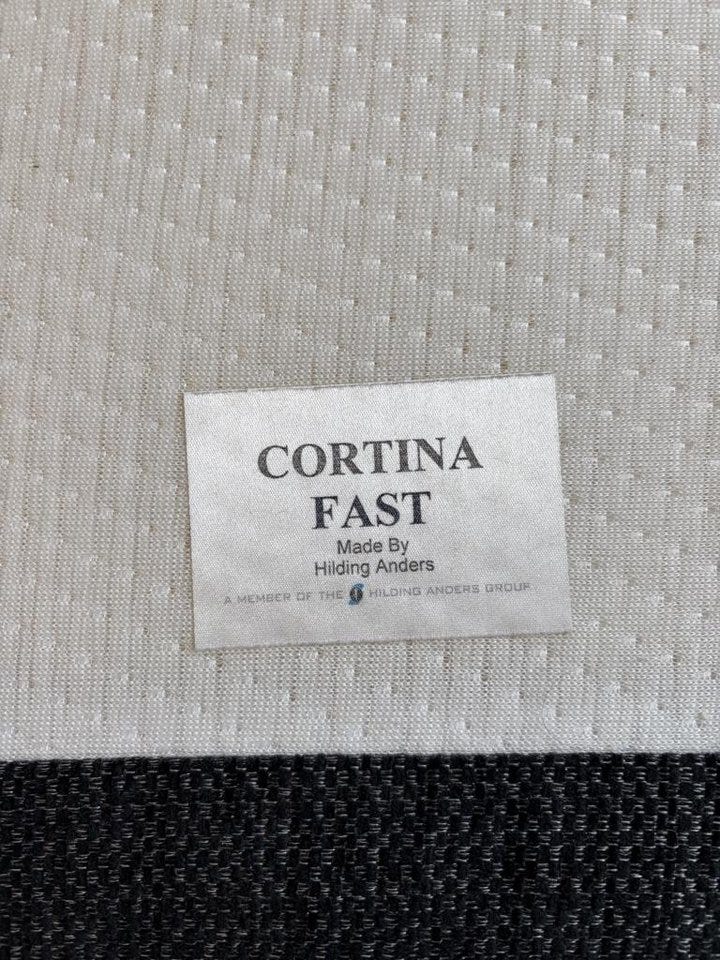 CORTINA
FAST
Made By
Hilding Anders
A MEMBER OF THE HILDING ANDERS GROUP